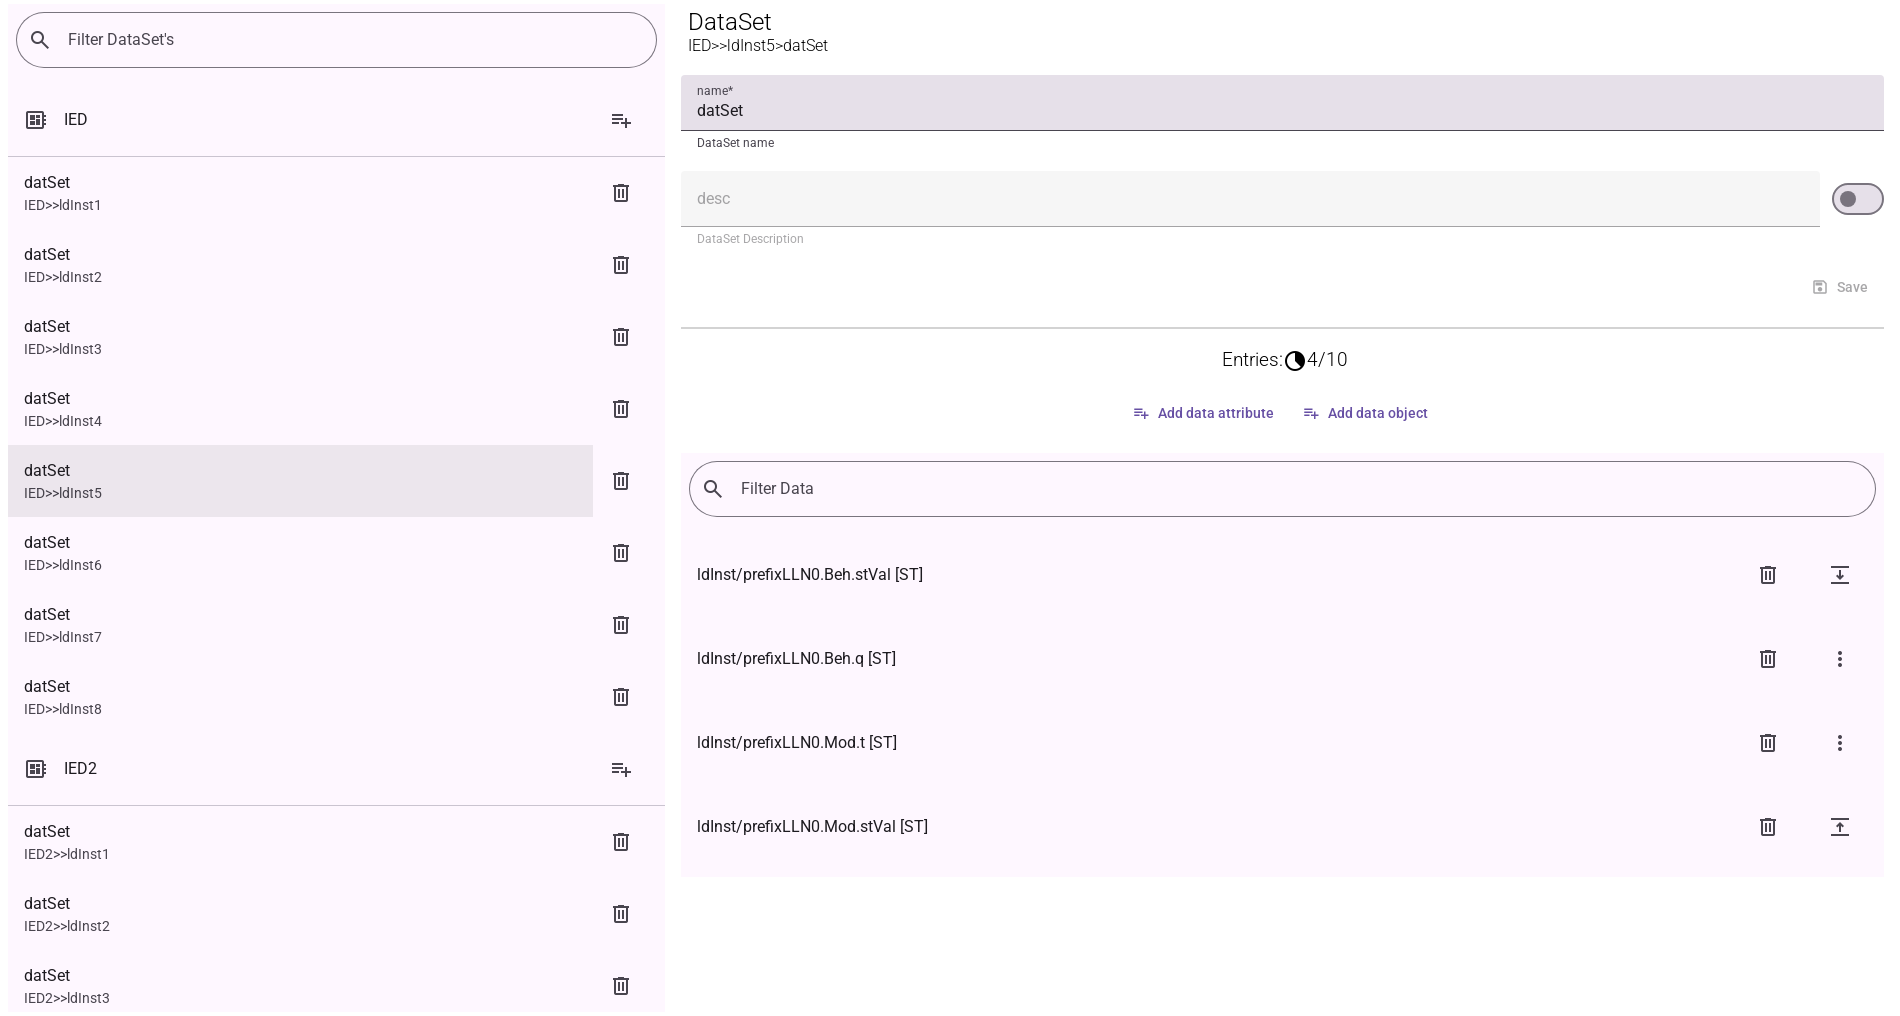 Filter DataSet's
IED
datSet
IED>>ldInst1
datSet
IED>>ldInst2
datSet
IED>>ldInst3
datSet
IED>>ldInst4
datSet
IED>>ldInst5
datSet
IED>>ldInst6
datSet
IED>>ldInst7
datSet
IED>>ldInst8
IED2
datSet
IED2>>ldInst1
datSet
IED2>>ldInst2
datSet
IED2>>ldInst3
DataSet
IED>>ldInst5>datSet
name*
datSet
DataSet name
desc
DataSet Description
Save
Entries: 4/10
Add data attribute Add data object
Filter Data
ldInst/prefixLLN0.Beh.stVal [ST]
ldInst/prefixLLN0.Beh.q [ST]
ldInst/prefixLLN0.Mod.t [ST]
ldInst/prefixLLN0.Mod.stVal [ST]